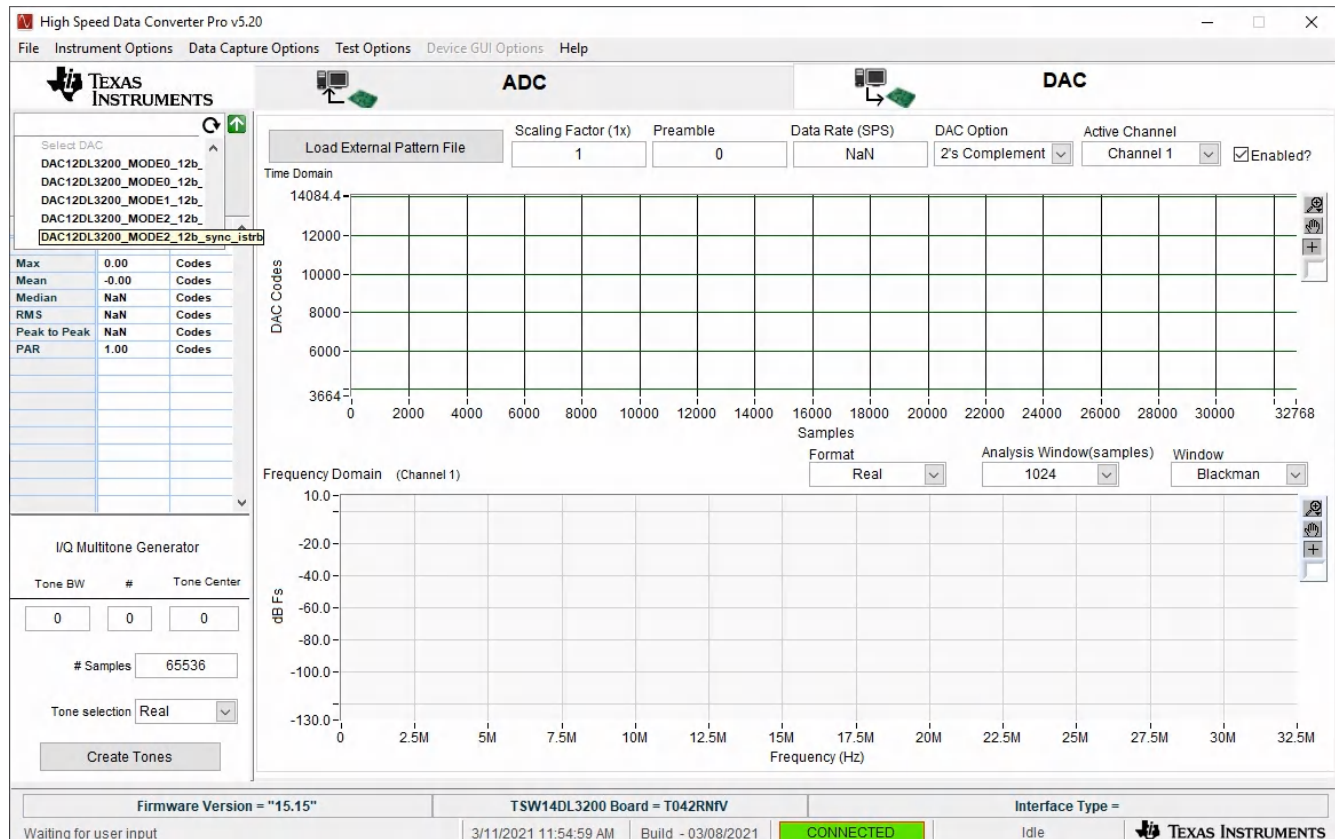 High Speed Data Converter Pro v5.20
File Instrument Options Data Capture Options Test Options Device GUI Options Help
TEXAS INSTRUMENTS
ADC
DAC
Select DAC
DAC12DL3200_MODE0_12b_
DAC12DL3200_MODE0_12b_
DAC12DL3200_MODE1_12b_
DAC12DL3200_MODE2_12b_
DAC12DL3200_MODE2_12b_sync_istrb
Max 0.00 Codes
Mean -0.00 Codes
Median NaN Codes
RMS NaN Codes
Peak to Peak NaN Codes
PAR 1.00 Codes
I/Q Multitone Generator
Tone BW # Tone Center
0 0 0
# Samples 65536
Tone selection Real
Create Tones
Load External Pattern File
Scaling Factor (1x) Preamble Data Rate (SPS) DAC Option Active Channel
1 0 NaN 2's Complement Channel 1 Enabled?
Time Domain
14084.4
12000
10000
8000
6000
3664
DAC Codes
0 2000 4000 6000 8000 10000 12000 14000 16000 18000 20000 22000 24000 26000 28000 30000 32768
Samples
Format Analysis Window(samples) Window
Real 1024 Blackman
Frequency Domain (Channel 1)
10.0
-20.0
-40.0
-60.0
-80.0
-100.0
-130.0
dB Fs
0 2.5M 5M 7.5M 10M 12.5M 15M 17.5M 20M 22.5M 25M 27.5M 30M 32.5M
Frequency (Hz)
Firmware Version = "15.15" TSW14DL3200 Board = T042RNfV Interface Type =
Waiting for user input 3/11/2021 11:54:59 AM Build - 03/08/2021 CONNECTED Idle TEXAS INSTRUMENTS